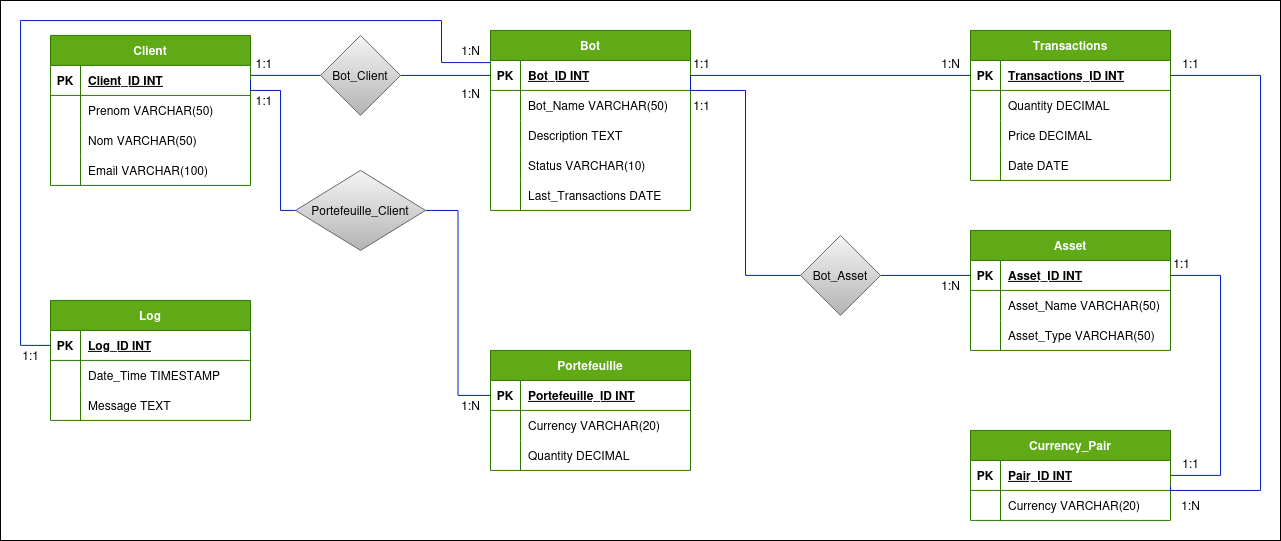 Client
PK Client_ID INT
Prenom VARCHAR(50)
Nom VARCHAR(50)
Email VARCHAR(100)
1:1
1:1
Bot_Client
1:N
1:N
Bot
PK Bot_ID INT
Bot_Name VARCHAR(50)
Description TEXT
Status VARCHAR(10)
Last_Transactions DATE
1:1
1:1
1:N
Transactions
PK Transactions_ID INT
Quantity DECIMAL
Price DECIMAL
Date DATE
1:1
Portefeuille_Client
Bot_Asset
1:N
Asset
PK Asset_ID INT
Asset_Name VARCHAR(50)
Asset_Type VARCHAR(50)
1:1
Log
PK Log_ID INT
Date_Time TIMESTAMP
Message TEXT
1:1
Portefeuille
PK Portefeuille_ID INT
Currency VARCHAR(20)
Quantity DECIMAL
1:N
Currency_Pair
PK Pair_ID INT
Currency VARCHAR(20)
1:1
1:N